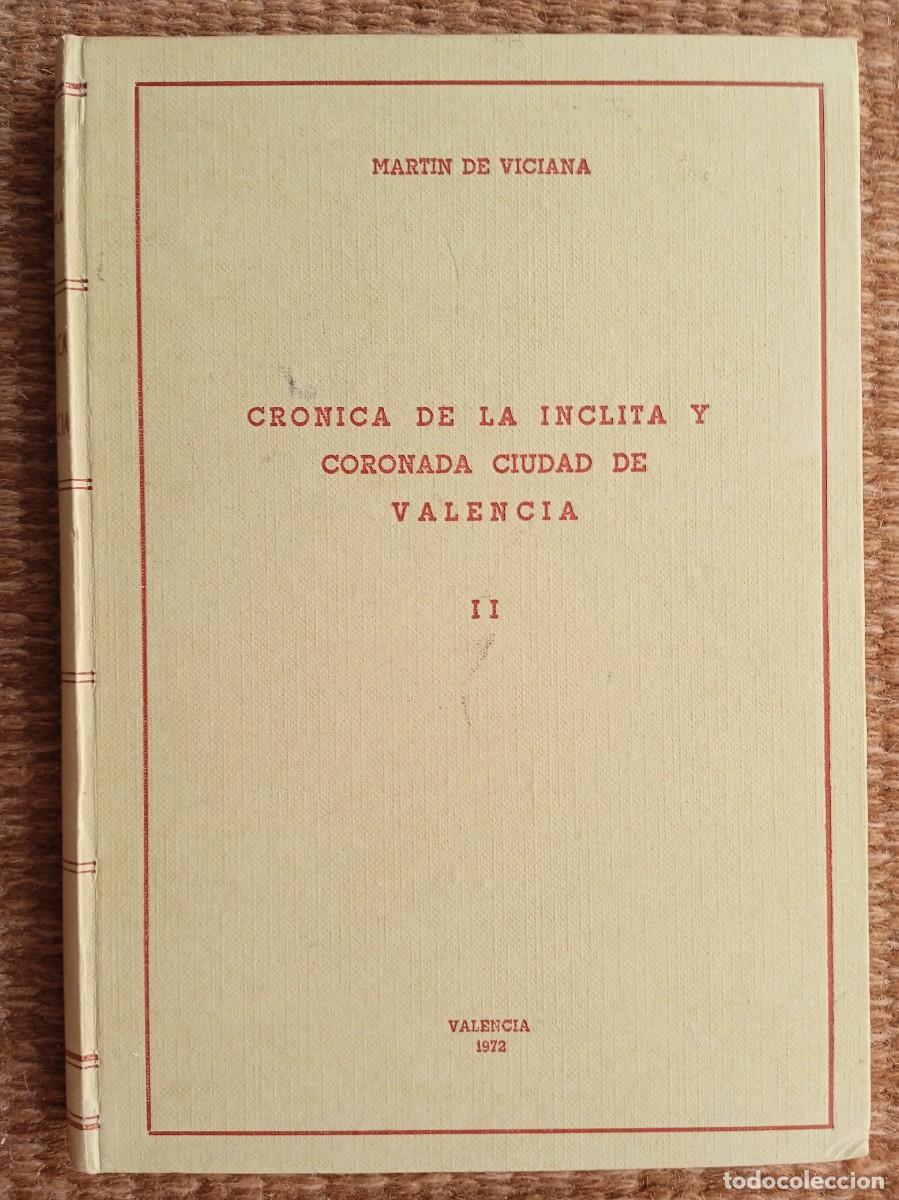 MARTIN DE VICIANA
CRONICA DE LA INCLITA Y
CORONADA CIUDAD DE
VALENCIA
II
VALENCIA
1972
todocoleccion